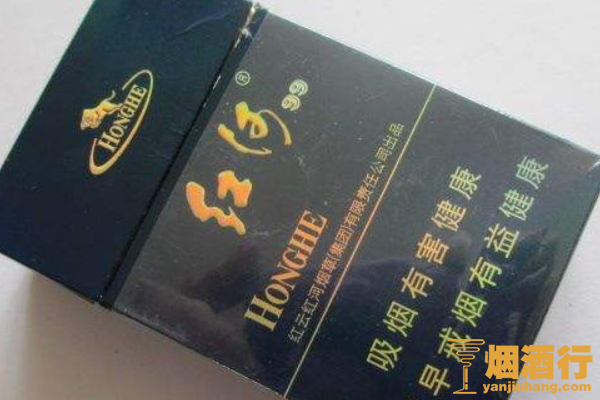 HONGHE
红河® 99
HONGHE
红云红河烟草(集团)有限责任公司出品
吸烟有害健康
早戒烟有益健康
烟酒行
yanjiuhang.com